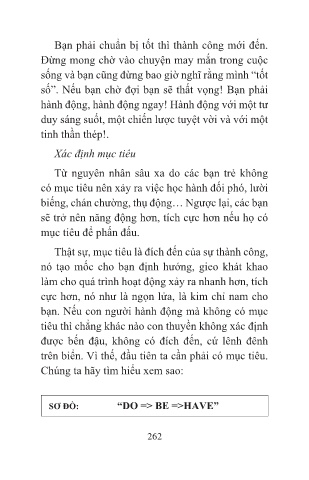 Bạn phải chuẩn bị tốt thì thành công mới đến.
Đừng mong chờ vào chuyện may mắn trong cuộc
sống và bạn cũng đừng bao giờ nghĩ rằng mình “tốt
số”. Nếu bạn chờ đợi bạn sẽ thất vọng! Bạn phải
hành động, hành động ngay! Hành động với một tư
duy sáng suốt, một chiến lược tuyệt vời và với một
tinh thần thép!.
Xác định mục tiêu
Từ nguyên nhân sâu xa do các bạn trẻ không
có mục tiêu nên xảy ra việc học hành đối phó, lười
biếng, chán chường, thụ động… Ngược lại, các bạn
sẽ trở nên năng động hơn, tích cực hơn nếu họ có
mục tiêu để phấn đấu.
Thật sự, mục tiêu là đích đến của sự thành công,
nó tạo mốc cho bạn định hướng, gieo khát khao
làm cho quá trình hoạt động xảy ra nhanh hơn, tích
cực hơn, nó như là ngọn lửa, là kim chỉ nam cho
bạn. Nếu con người hành động mà không có mục
tiêu thì chẳng khác nào con thuyền không xác định
được bến đậu, không có đích đến, cứ lênh đênh
trên biển. Vì thế, đầu tiên ta cần phải có mục tiêu.
Chúng ta hãy tìm hiểu xem sao:
SƠ ĐỒ: “DO => BE =>HAVE”
262